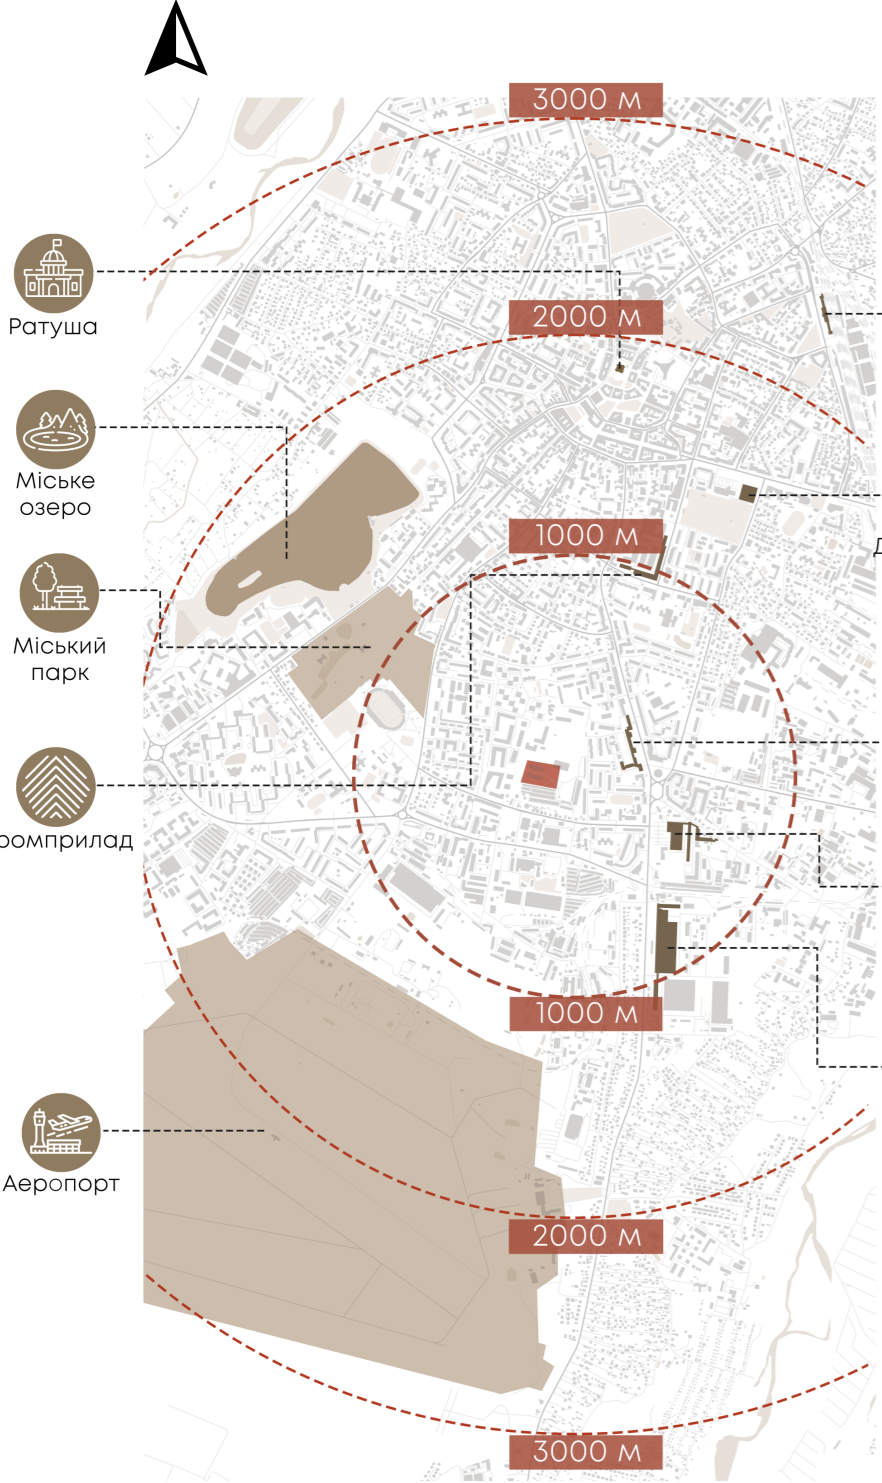 3000 м
Ратуша
2000 м
Міське
озеро
1000 м
Д
Міський
парк
ромприлад
1000 м
Аеропорт
2000 м
3000 м